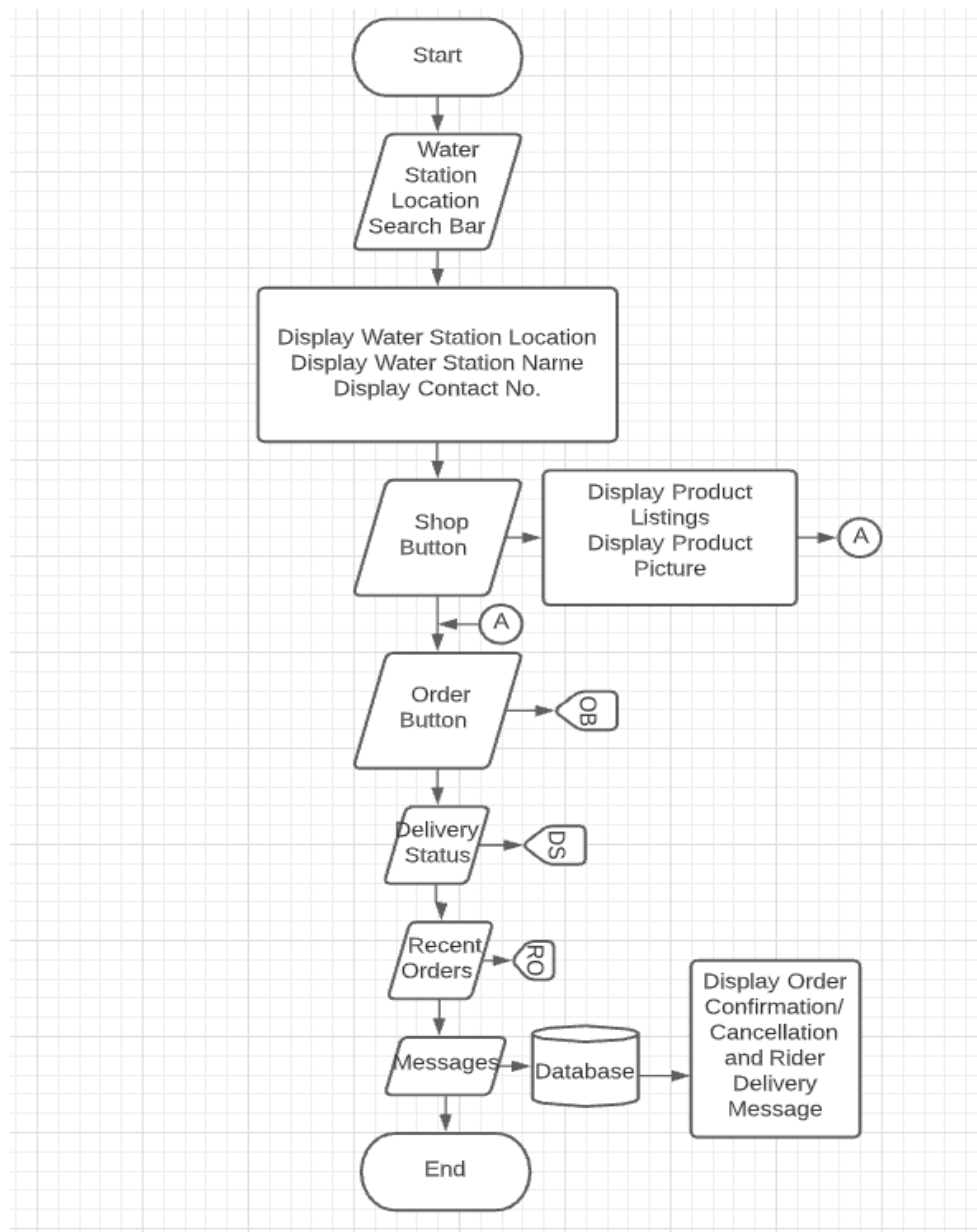 Start
Water
Station
Location
Search Bar
Display Water Station Location
Display Water Station Name
Display Contact No.
Shop
Button
Display Product
Listings
Display Product
Picture
A
A
Order
Button
OB
Delivery
Status
DS
Recent
Orders
RO
Messages
Database
Display Order
Confirmation/
Cancellation
and Rider
Delivery
Message
End